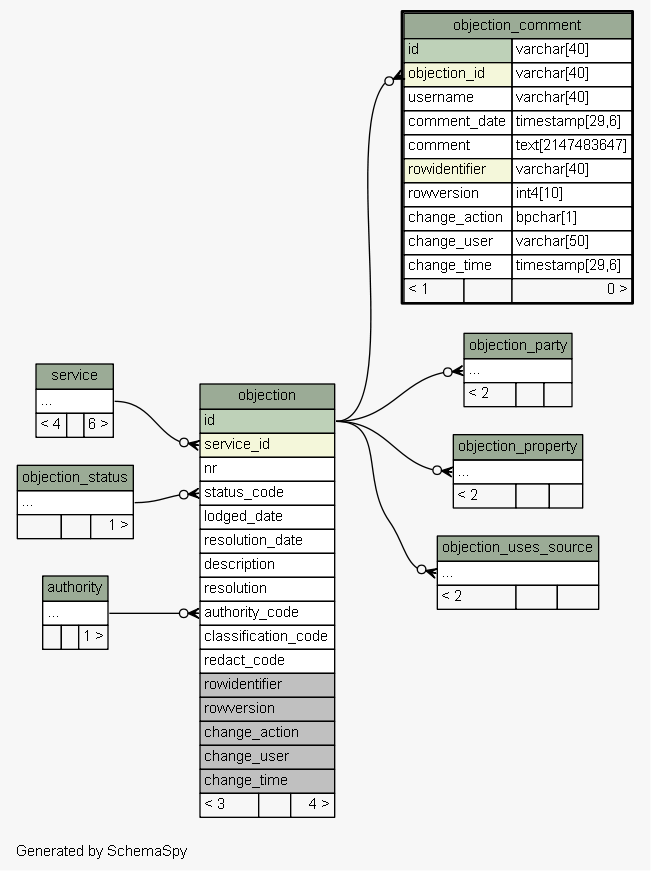 objection_comment
id varchar[40]
objection_id varchar[40]
username varchar[40]
comment_date timestamp[29,6]
comment text[2147483647]
rowidentifier varchar[40]
rowversion int4[10]
change_action bpchar[1]
change_user varchar[50]
change_time timestamp[29,6]
< 1 0 >
objection_party
...
< 2
service
...
< 4 6 >
objection
id
service_id
nr
status_code
lodged_date
resolution_date
description
resolution
authority_code
classification_code
redact_code
rowidentifier
rowversion
change_action
change_user
change_time
< 3 4 >
objection_property
...
< 2
objection_status
...
1 >
objection_uses_source
...
< 2
authority
...
1 >
Generated by SchemaSpy